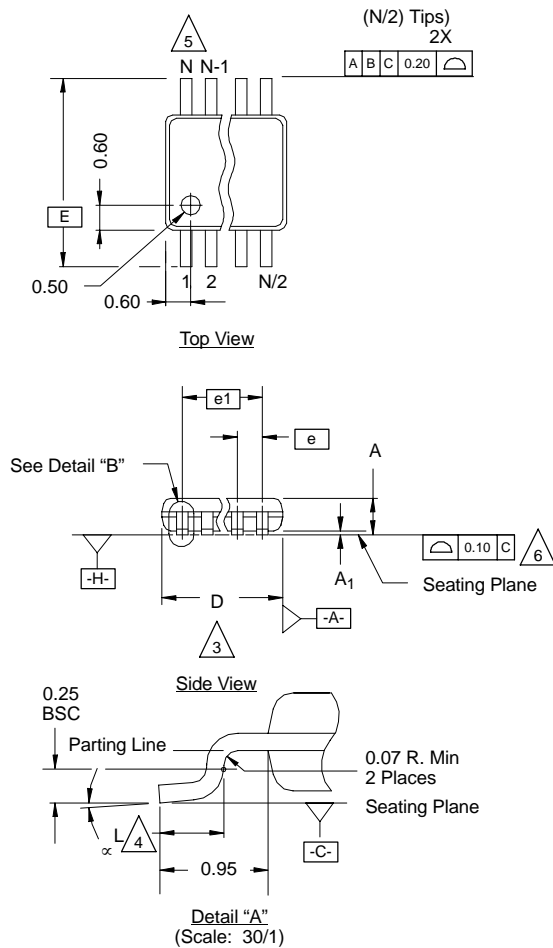 (N/2) Tips)
2X
5
A B C 0.20
N N-1
0.60
E
0.50
0.60
1 2 N/2
Top View
e1
e
See Detail “B”
A
0.10 C
6
-H-
A1
Seating Plane
D
-A-
3
Side View
0.25
BSC
Parting Line
0.07 R. Min
2 Places
Seating Plane
L
4
∝
-C-
0.95
Detail “A”
(Scale: 30/1)